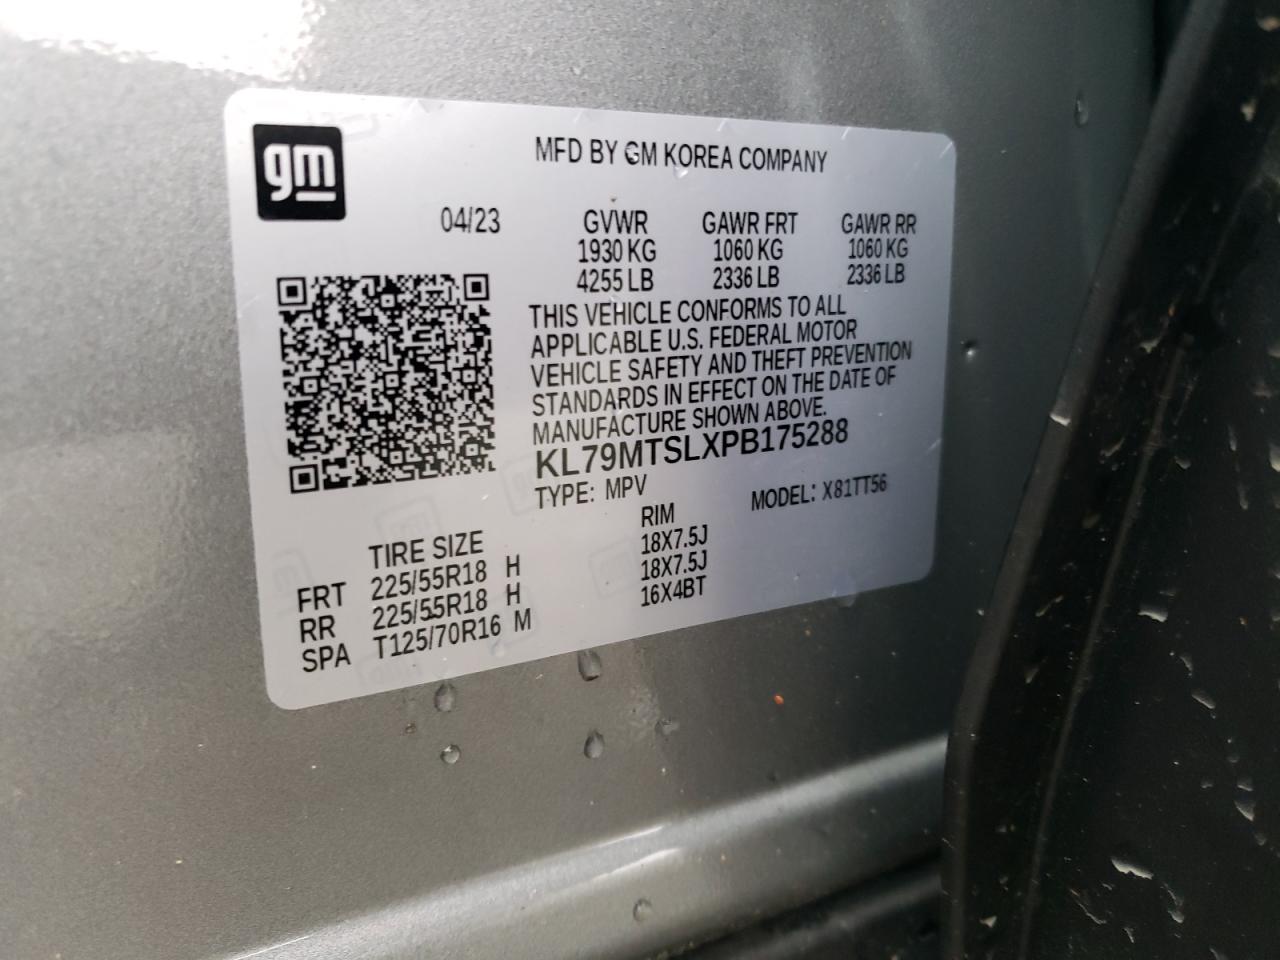 gm
MFD BY GM KOREA COMPANY
04/23 GVWR GAWR FRT GAWR RR
1930 KG 1060 KG 1060 KG
4255 LB 2336 LB 2336 LB
THIS VEHICLE CONFORMS TO ALL
APPLICABLE U.S. FEDERAL MOTOR
VEHICLE SAFETY AND THEFT PREVENTION
STANDARDS IN EFFECT ON THE DATE OF
MANUFACTURE SHOWN ABOVE.
KL79MTSLXPB175288
TYPE: MPV MODEL: X81TT56
TIRE SIZE RIM
FRT 225/55R18 H 18X7.5J
RR 225/55R18 H 18X7.5J
SPA T125/70R16 M 16X4BT